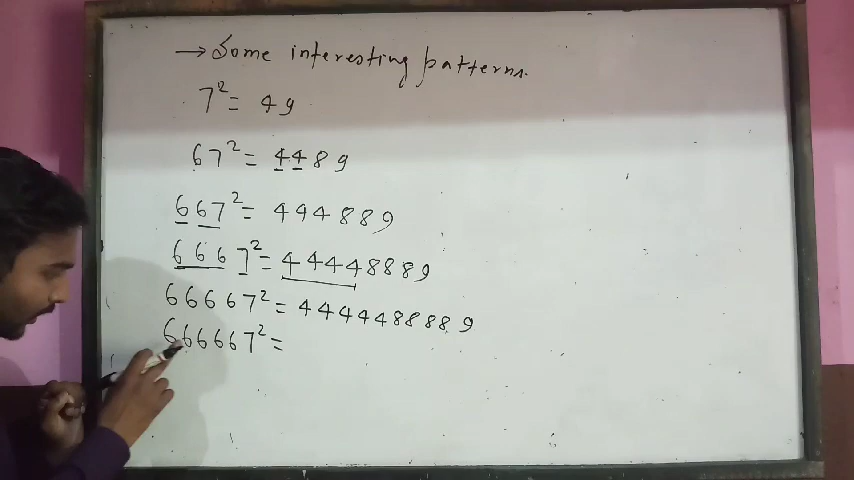 → Some interesting patterns.
7² = 49
67² = 4489
667² = 444889
6667² = 44448889
66667² = 4444488889
666667² =